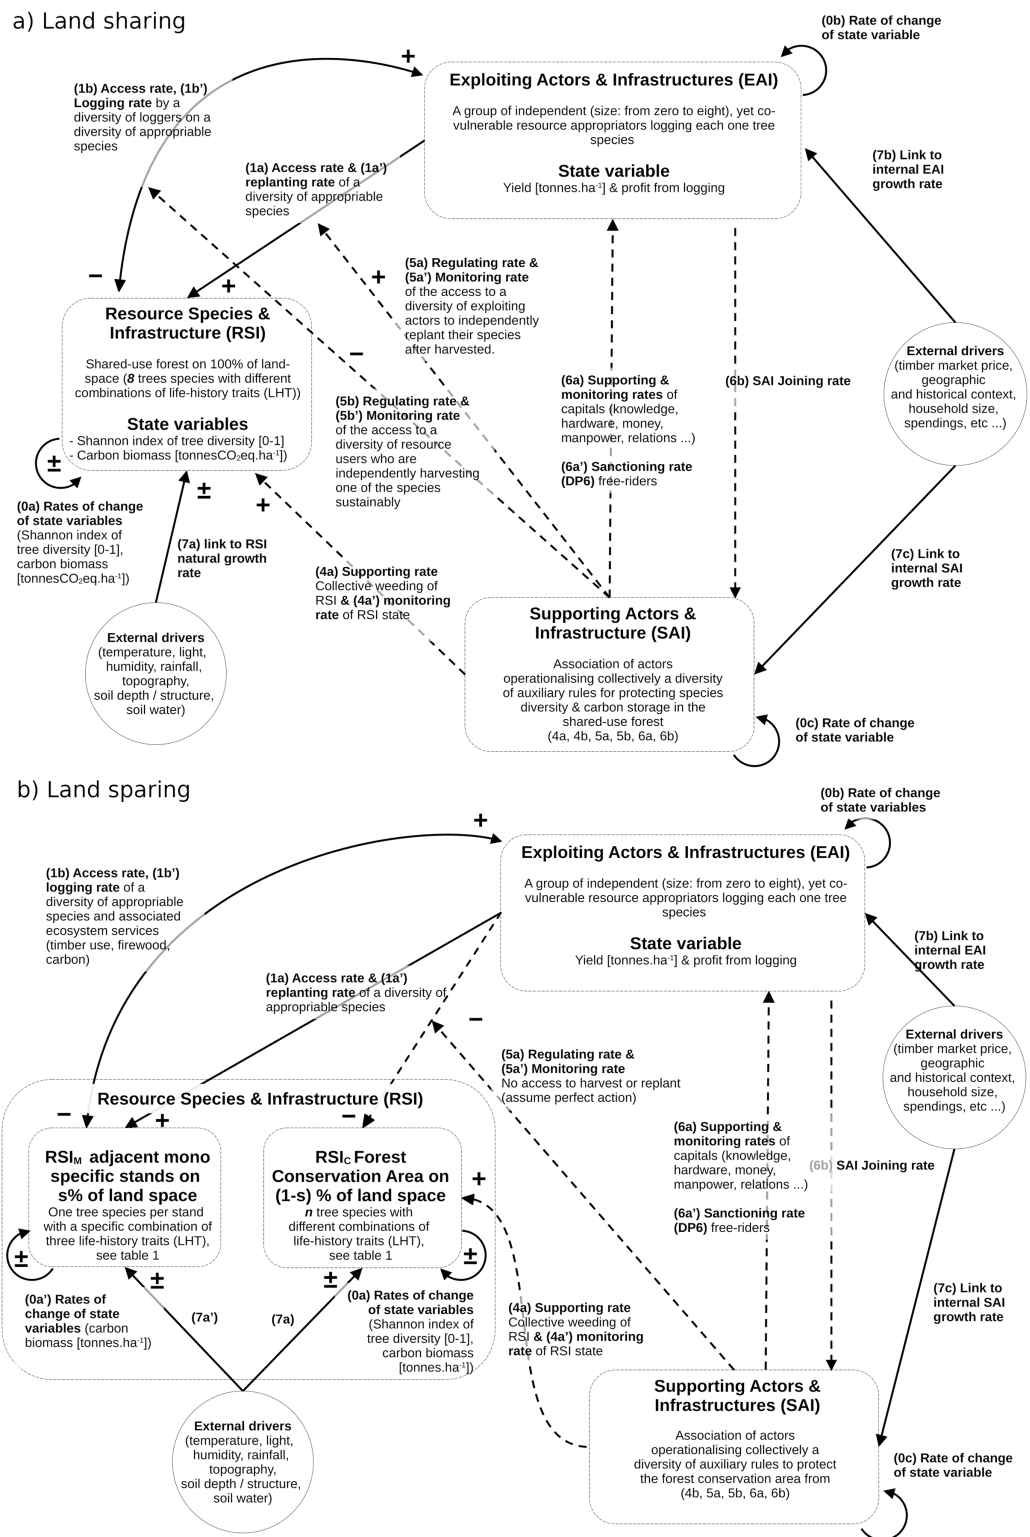 a) Land sharing
(0b) Rate of change
of state variable
+
(1b) Access rate, (1b’)
Logging rate by a
diversity of loggers on a
diversity of appropriable
species
Exploiting Actors & Infrastructures (EAI)
A group of independent (size: from zero to eight), yet co-
vulnerable resource appropriators logging each one tree
species
State variable
Yield [tonnes.ha-1] & profit from logging
(7b) Link to
internal EAI
growth rate
(1a) Access rate & (1a’)
replanting rate of a
diversity of appropriable
species
−
+
+
(5a) Regulating rate &
(5a’) Monitoring rate
of the access to a
diversity of exploiting
actors to independently
replant their species
after harvested.
Resource Species &
Infrastructure (RSI)
Shared-use forest on 100% of land-
space (8 trees species with different
combinations of life-history traits (LHT))
State variables
- Shannon index of tree diversity [0-1]
- Carbon biomass [tonnesCO2eq.ha-1])
−
(5b) Regulating rate &
(5b’) Monitoring rate
of the access to a
diversity of resource
users who are
independently harvesting
one of the species
sustainably
(6a) Supporting &
monitoring rates of
capitals (knowledge,
hardware, money,
manpower, relations ...)
(6a’) Sanctioning rate
(DP6) free-riders
(6b) SAI Joining rate
External drivers
(timber market price,
geographic
and historical context,
household size,
spendings, etc ...)
±
±
+
(0a) Rates of change
of state variables
(Shannon index of
tree diversity [0-1],
carbon biomass
[tonnesCO2eq.ha-1])
(7a) link to RSI
natural growth
rate
(4a) Supporting rate
Collective weeding of
RSI & (4a’) monitoring
rate of RSI state
(7c) Link to
internal SAI
growth rate
External drivers
(temperature, light,
humidity, rainfall,
topography,
soil depth / structure,
soil water)
Supporting Actors &
Infrastructure (SAI)
Association of actors
operationalising collectively a diversity
of auxiliary rules for protecting species
diversity & carbon storage in the
shared-use forest
(4a, 4b, 5a, 5b, 6a, 6b)
(0c) Rate of change
of state variable
b) Land sparing
(0b) Rate of change
of state variables
+
(1b) Access rate, (1b’)
logging rate of a
diversity of appropriable
species and associated
ecosystem services
(timber use, firewood,
carbon)
Exploiting Actors & Infrastructures (EAI)
A group of independent (size: from zero to eight), yet co-
vulnerable resource appropriators logging each one tree
species
State variable
Yield [tonnes.ha-1] & profit from logging
(7b) Link to
internal EAI
growth rate
(1a) Access rate & (1a’)
replanting rate of a diversity of
appropriable species
−
(5a) Regulating rate &
(5a’) Monitoring rate
No access to harvest or replant
(assume perfect action)
External drivers
(timber market price,
geographic
and historical context,
household size,
spendings, etc ...)
Resource Species & Infrastructure (RSI)
−
+
−
RSIM adjacent mono
specific stands on
s% of land space
One tree species per stand
with a specific combination of
three life-history traits (LHT),
see table 1
RSIC Forest
Conservation Area on
(1-s) % of land space
n tree species with
different combinations of
life-history traits (LHT),
see table 1
+
(6a) Supporting &
monitoring rates of
capitals (knowledge,
hardware, money,
manpower, relations ...)
(6a’) Sanctioning rate
(DP6) free-riders
(6b) SAI Joining rate
±
±
±
±
(0a’) Rates of
change of state
variables (carbon
biomass [tonnes.ha-1])
(7a’)
(7a)
(0a) Rates of change
of state variables
(Shannon index of
tree diversity [0-1],
carbon biomass
[tonnes.ha-1])
(4a) Supporting rate
Collective weeding of
RSI & (4a’) monitoring
rate of RSI state
(7c) Link to
internal SAI
growth rate
External drivers
(temperature, light,
humidity, rainfall,
topography,
soil depth / structure,
soil water)
Supporting Actors &
Infrastructures (SAI)
Association of actors
operationalising collectively a
diversity of auxiliary rules to protect
the forest conservation area from
(4b, 5a, 5b, 6a, 6b)
(0c) Rate of change
of state variable